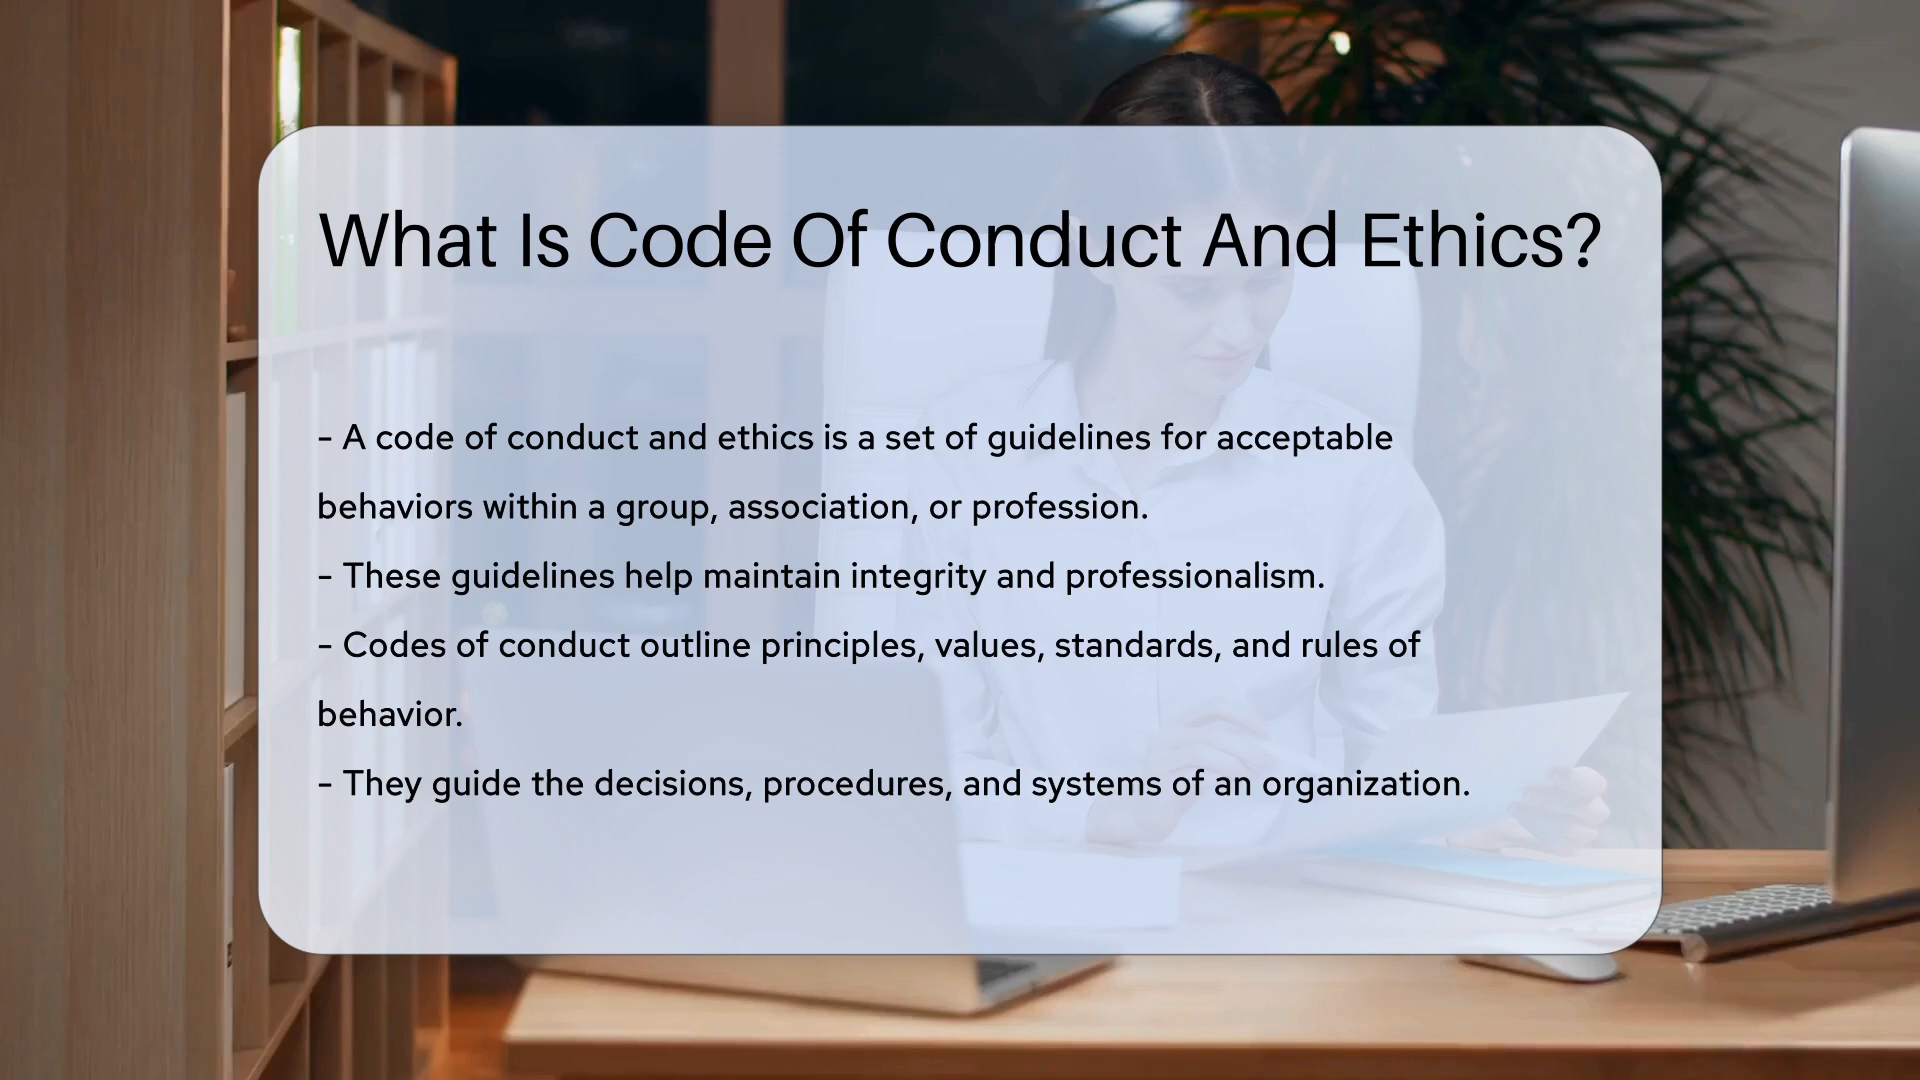 What Is Code Of Conduct And Ethics?
- A code of conduct and ethics is a set of guidelines for acceptable
behaviors within a group, association, or profession.
- These guidelines help maintain integrity and professionalism.
- Codes of conduct outline principles, values, standards, and rules of
behavior.
- They guide the decisions, procedures, and systems of an organization.